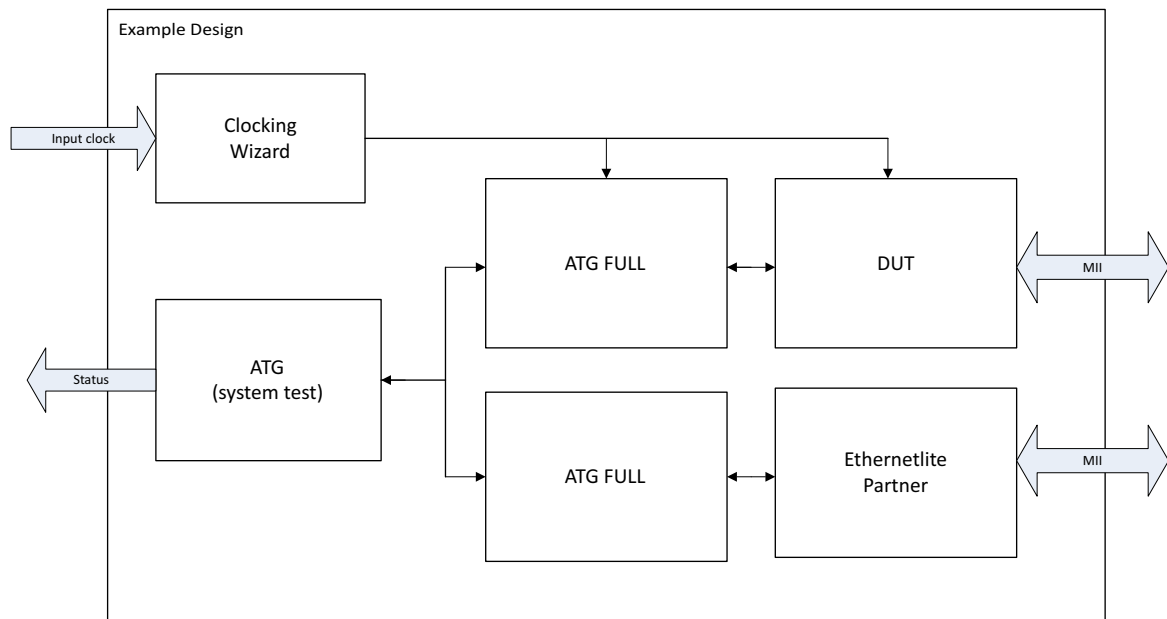 Example Design
Input clock
Clocking
Wizard
ATG FULL
DUT
MII
Status
ATG
(system test)
ATG FULL
Ethernetlite
Partner
MII